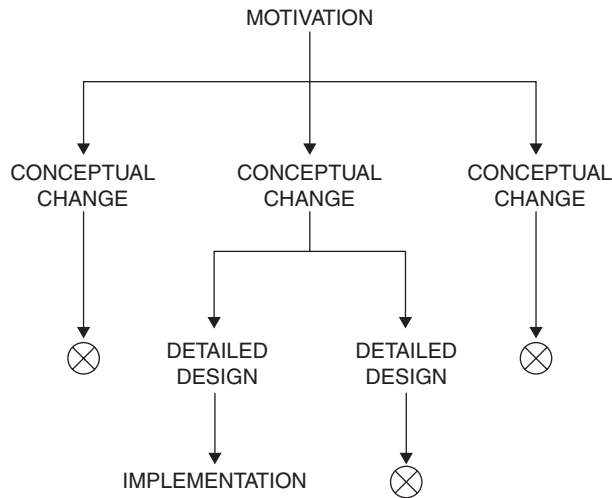 MOTIVATION
CONCEPTUAL
CHANGE
CONCEPTUAL
CHANGE
CONCEPTUAL
CHANGE
DETAILED
DESIGN
DETAILED
DESIGN
IMPLEMENTATION